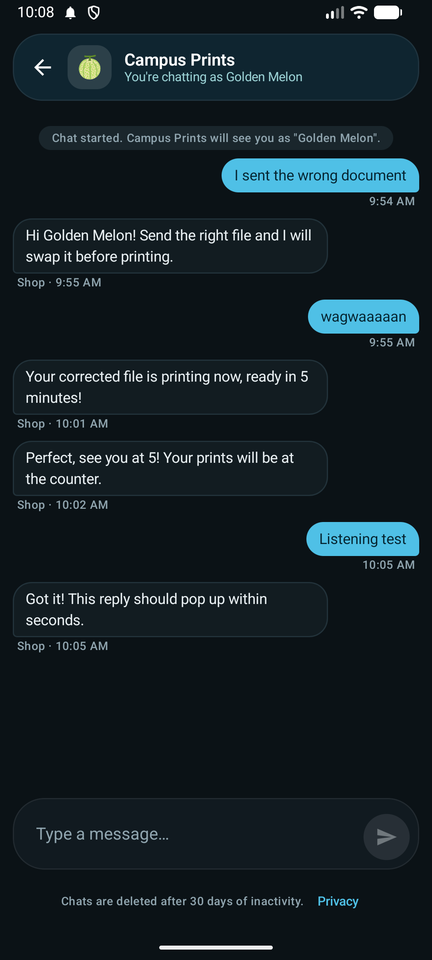 10:08
Campus Prints
You're chatting as Golden Melon
Chat started. Campus Prints will see you as "Golden Melon".
I sent the wrong document
9:54 AM
Hi Golden Melon! Send the right file and I will
swap it before printing.
Shop · 9:55 AM
wagwaaaaan
9:55 AM
Your corrected file is printing now, ready in 5
minutes!
Shop · 10:01 AM
Perfect, see you at 5! Your prints will be at
the counter.
Shop · 10:02 AM
Listening test
10:05 AM
Got it! This reply should pop up within
seconds.
Shop · 10:05 AM
Type a message…
Chats are deleted after 30 days of inactivity. Privacy